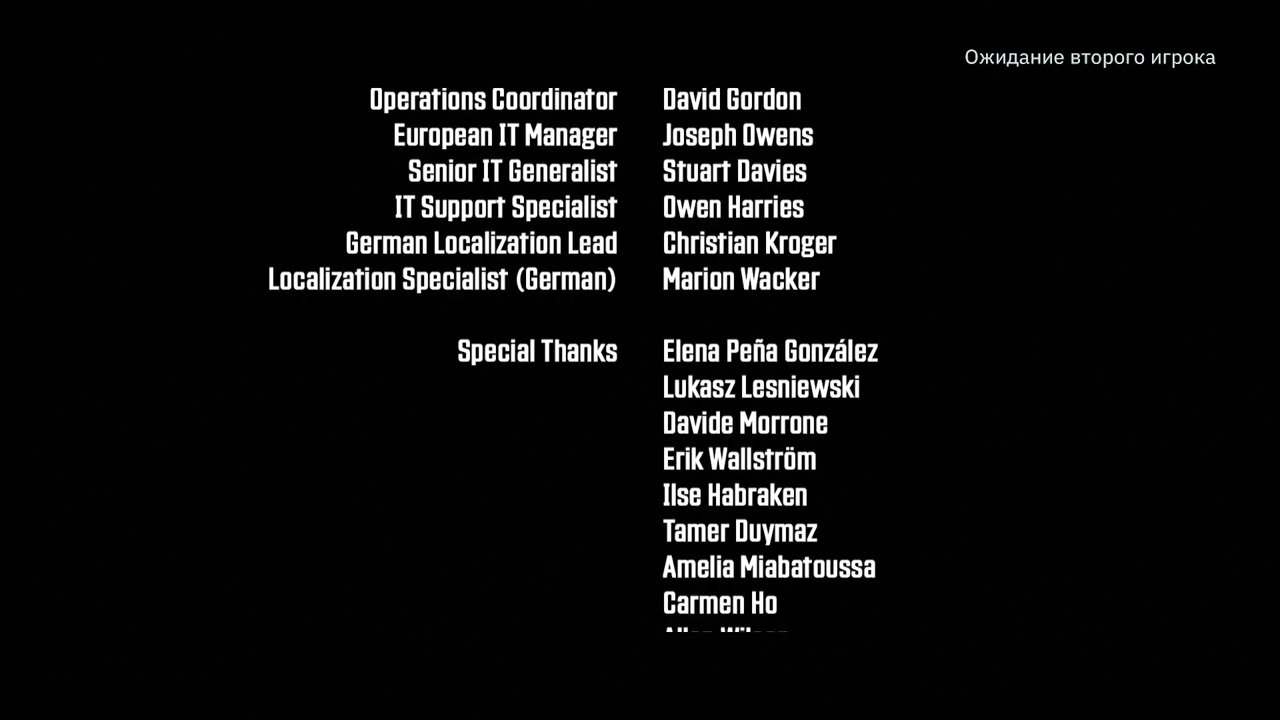 Ожидание второго игрока
Operations Coordinator David Gordon
European IT Manager Joseph Owens
Senior IT Generalist Stuart Davies
IT Support Specialist Owen Harries
German Localization Lead Christian Kroger
Localization Specialist (German) Marion Wacker
Special Thanks Elena Peña González
Lukasz Lesniewski
Davide Morrone
Erik Wallström
Ilse Habraken
Tamer Duymaz
Amelia Miabatoussa
Carmen Ho